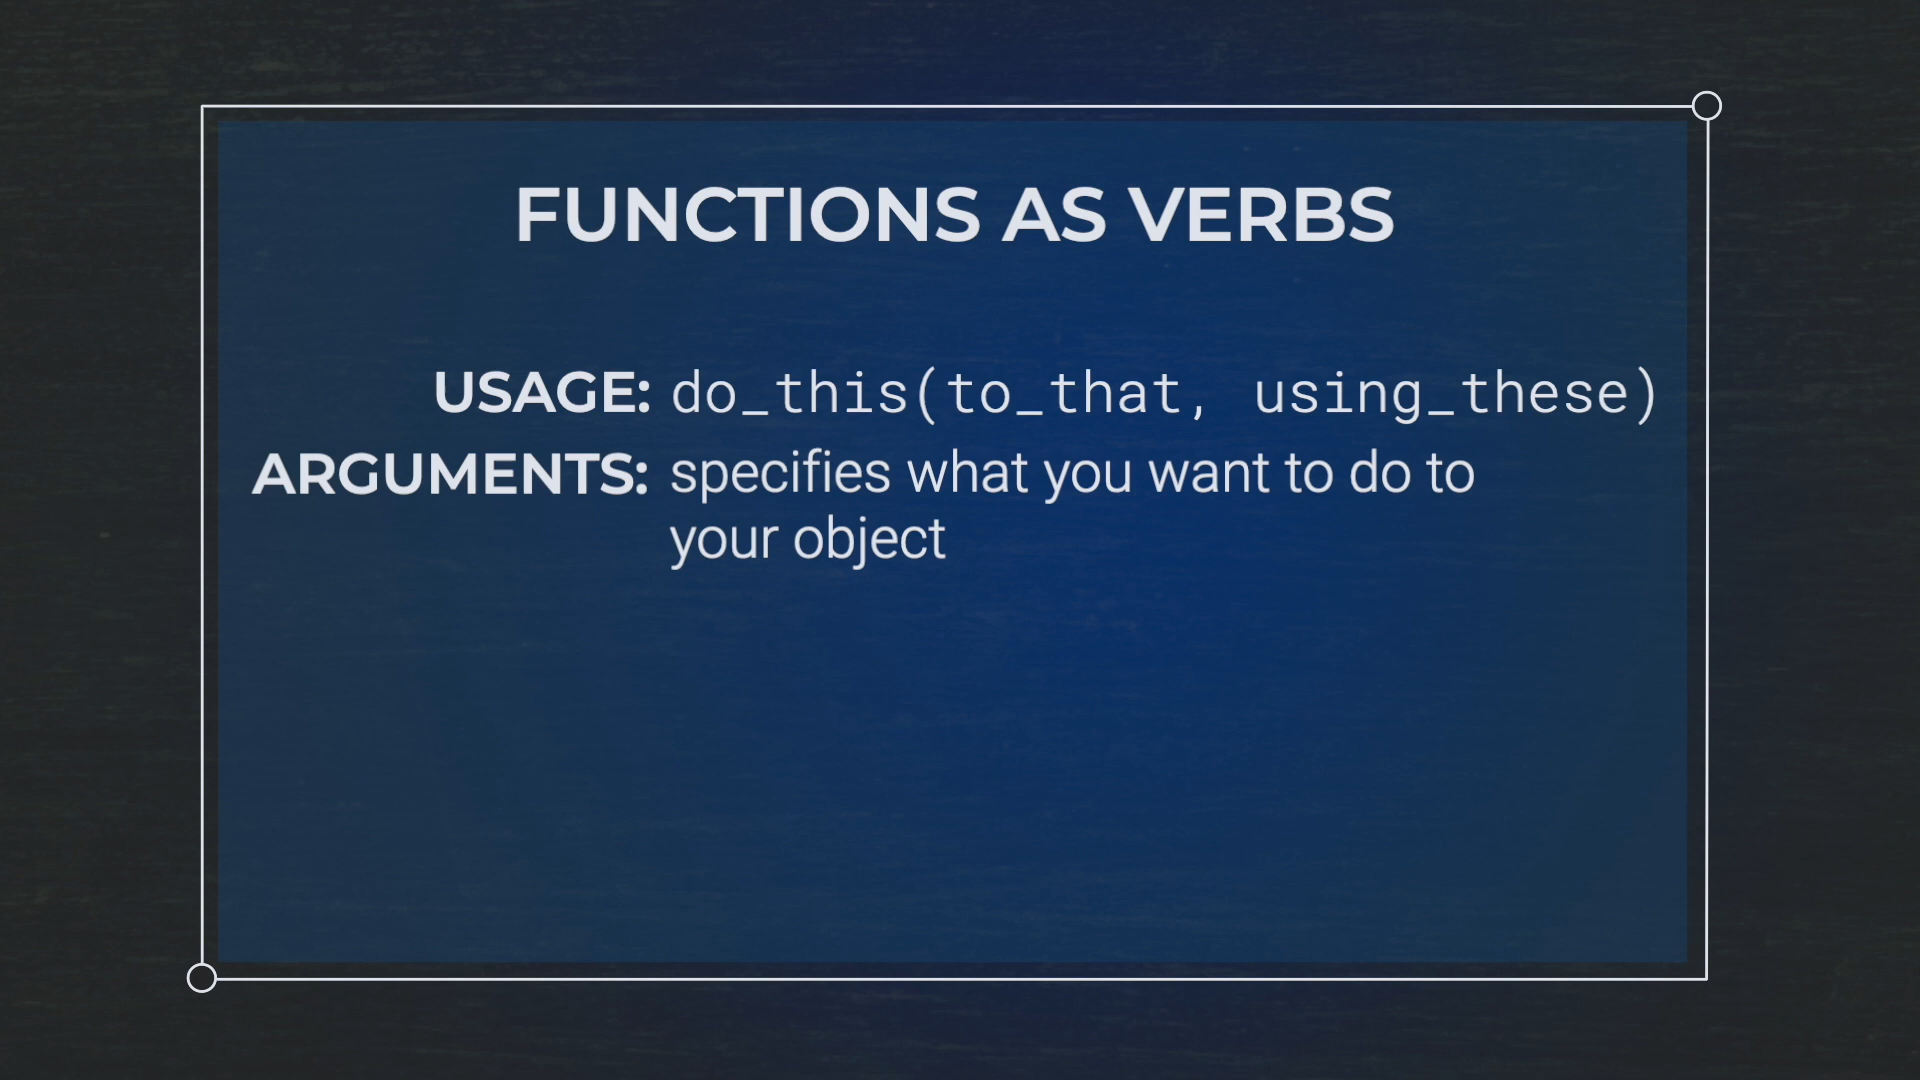 FUNCTIONS AS VERBS
USAGE: do_this(to_that, using_these)
ARGUMENTS: specifies what you want to do to
your object